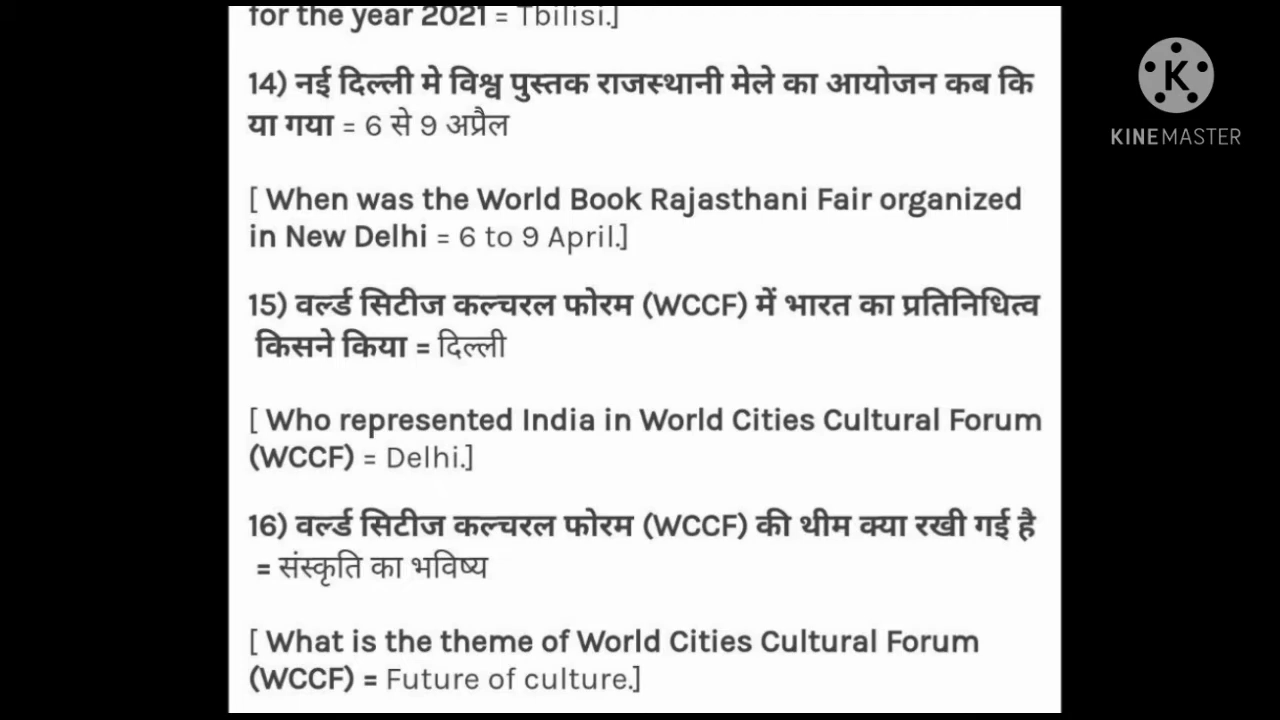 for the year 2021 = Tbilisi.]
14) नई दिल्ली मे विश्व पुस्तक राजस्थानी मेले का आयोजन कब कि
या गया = 6 से 9 अप्रैल
[ When was the World Book Rajasthani Fair organized
in New Delhi = 6 to 9 April.]
15) वर्ल्ड सिटीज कल्चरल फोरम (WCCF) में भारत का प्रतिनिधित्व
किसने किया = दिल्ली
[ Who represented India in World Cities Cultural Forum
(WCCF) = Delhi.]
16) वर्ल्ड सिटीज कल्चरल फोरम (WCCF) की थीम क्या रखी गई है
= संस्कृति का भविष्य
[ What is the theme of World Cities Cultural Forum
(WCCF) = Future of culture.]
K
KINEMASTER